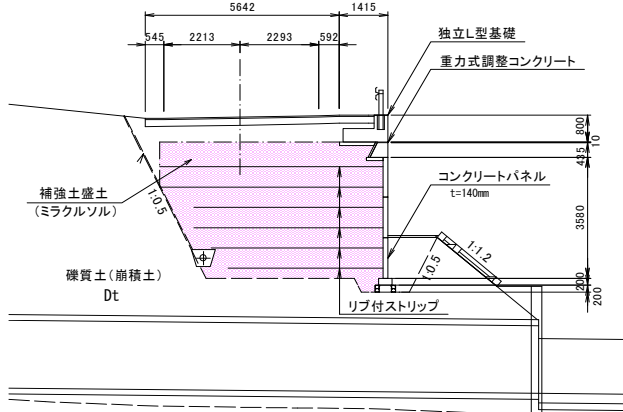 5642
1415
545
2213
2293
592
独立L型基礎
重力式調整コンクリート
800
10
435
3580
200
200
コンクリートパネル
t=140mm
補強土盛土
(ミラクルソル)
1:0.5
1:1.2
1:0.5
礫質土(崩積土)
Dt
リブ付ストリップ